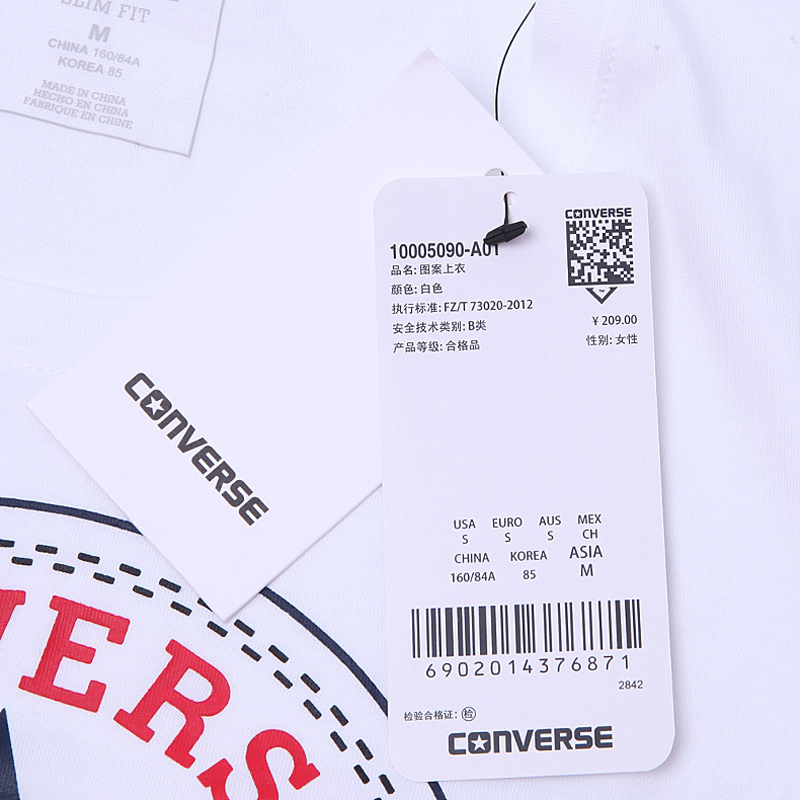 SLIM FIT
M
CHINA 160/84A
KOREA 85
MADE IN CHINA
HECHO EN CHINA
FABRIQUE EN CHINE
CONVERSE
CONVERSE
10005090-A01
品名: 图案上衣
颜色: 白色
执行标准: FZ/T 73020-2012
安全技术类别: B类
产品等级: 合格品
¥ 209.00
性别: 女性
USA EURO AUS MEX
S S S CH
CHINA KOREA ASIA
160/84A 85 M
6902014376871
2842
检验合格证: 检
CONVERSE
VERS